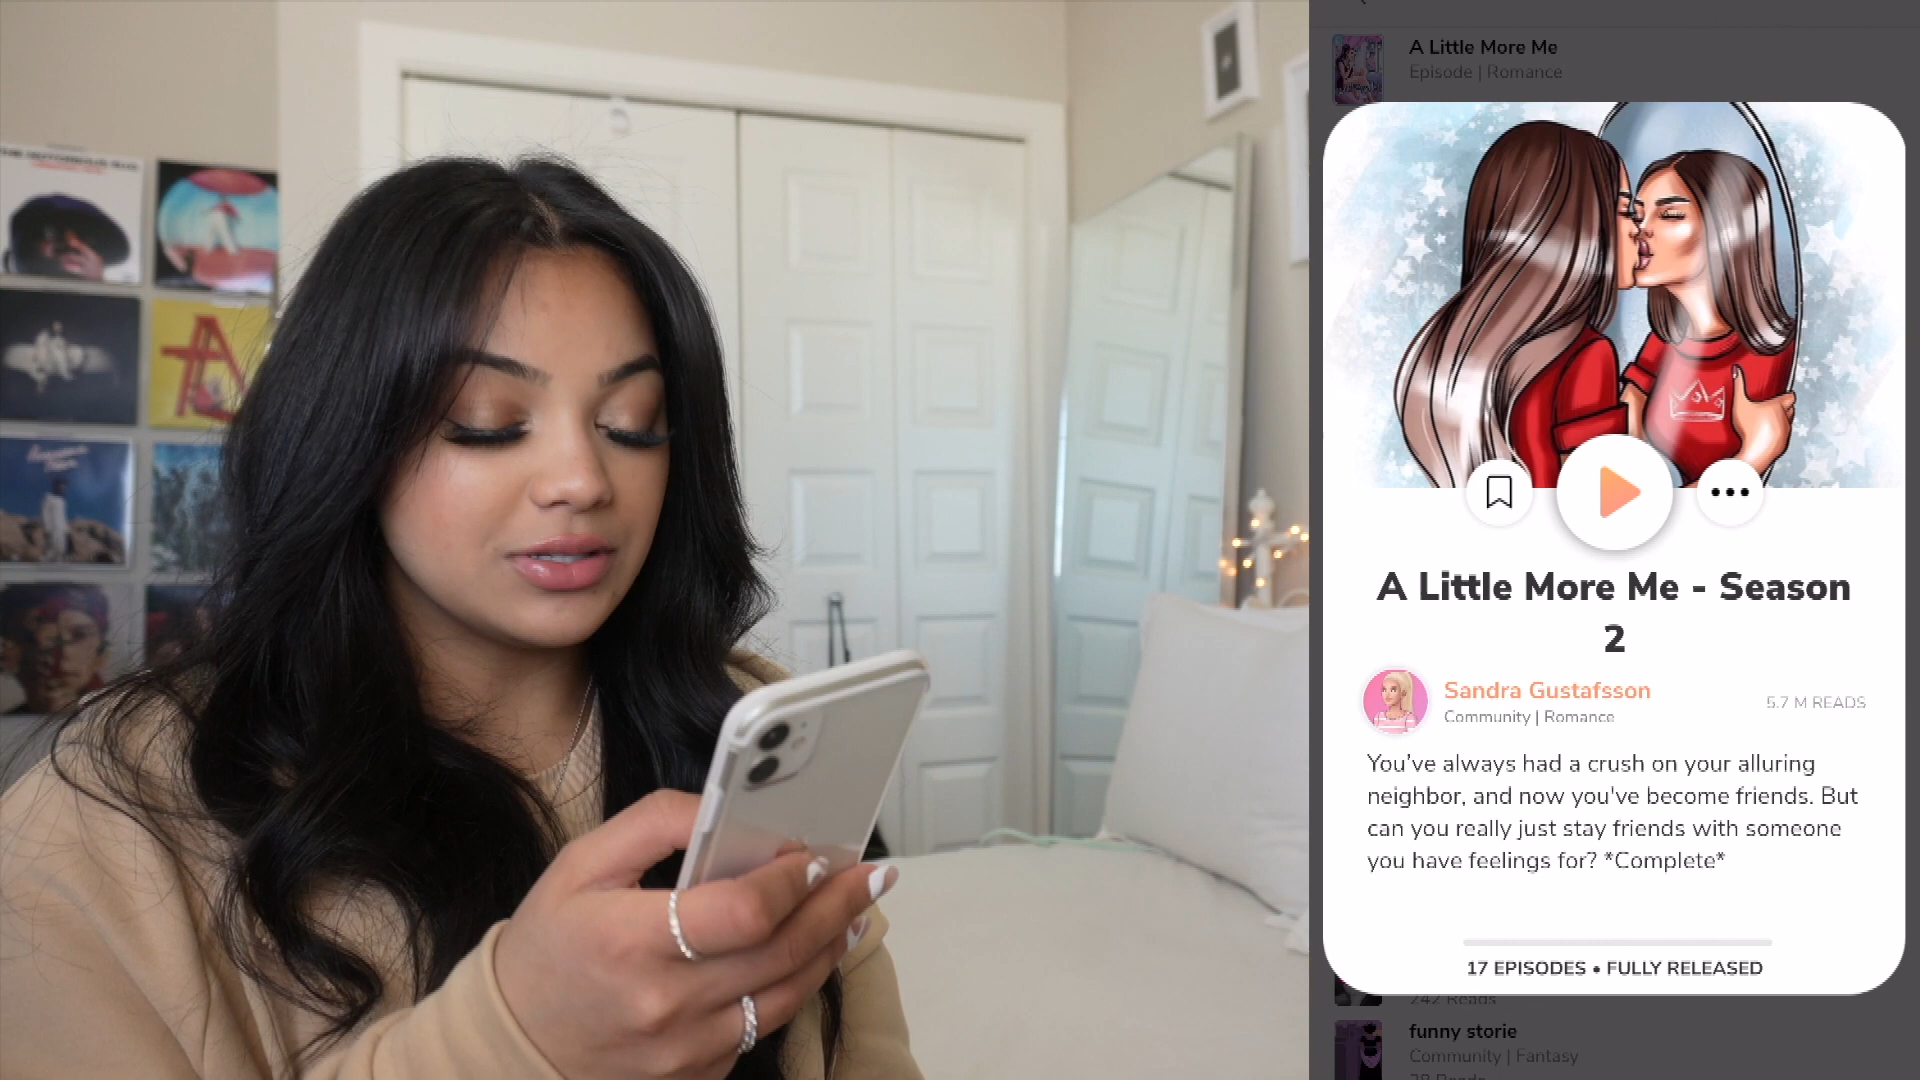 A Little More Me
Episode | Romance
A Little More Me - Season
2
Sandra Gustafsson
Community | Romance
5.7 M READS
You've always had a crush on your alluring
neighbor, and now you've become friends. But
can you really just stay friends with someone
you have feelings for? *Complete*
17 EPISODES • FULLY RELEASED
242 Reads
funny storie
Community | Fantasy